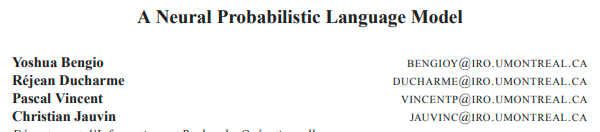 A Neural Probabilistic Language Model
Yoshua Bengio BENGIOY@IRO.UMONTREAL.CA
Réjean Ducharme DUCHARME@IRO.UMONTREAL.CA
Pascal Vincent VINCENTP@IRO.UMONTREAL.CA
Christian Jauvin JAUVINC@IRO.UMONTREAL.CA